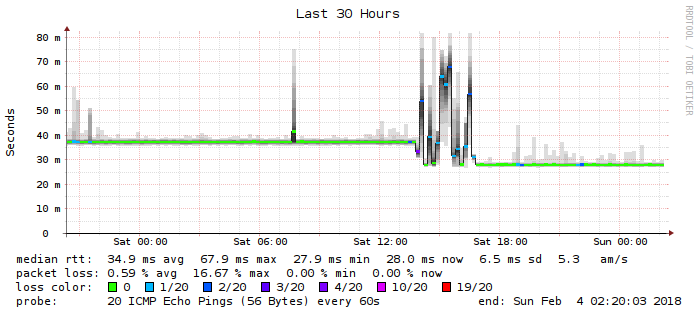 Last 30 Hours
RRDTOOL / TOBI OETIKER
Seconds
80 m
70 m
60 m
50 m
40 m
30 m
20 m
10 m
0
Sat 00:00 Sat 06:00 Sat 12:00 Sat 18:00 Sun 00:00
median rtt: 34.9 ms avg 67.9 ms max 27.9 ms min 28.0 ms now 6.5 ms sd 5.3 am/s
packet loss: 0.59 % avg 16.67 % max 0.00 % min 0.00 % now
loss color: 0 1/20 2/20 3/20 4/20 10/20 19/20
probe: 20 ICMP Echo Pings (56 Bytes) every 60s end: Sun Feb 4 02:20:03 2018